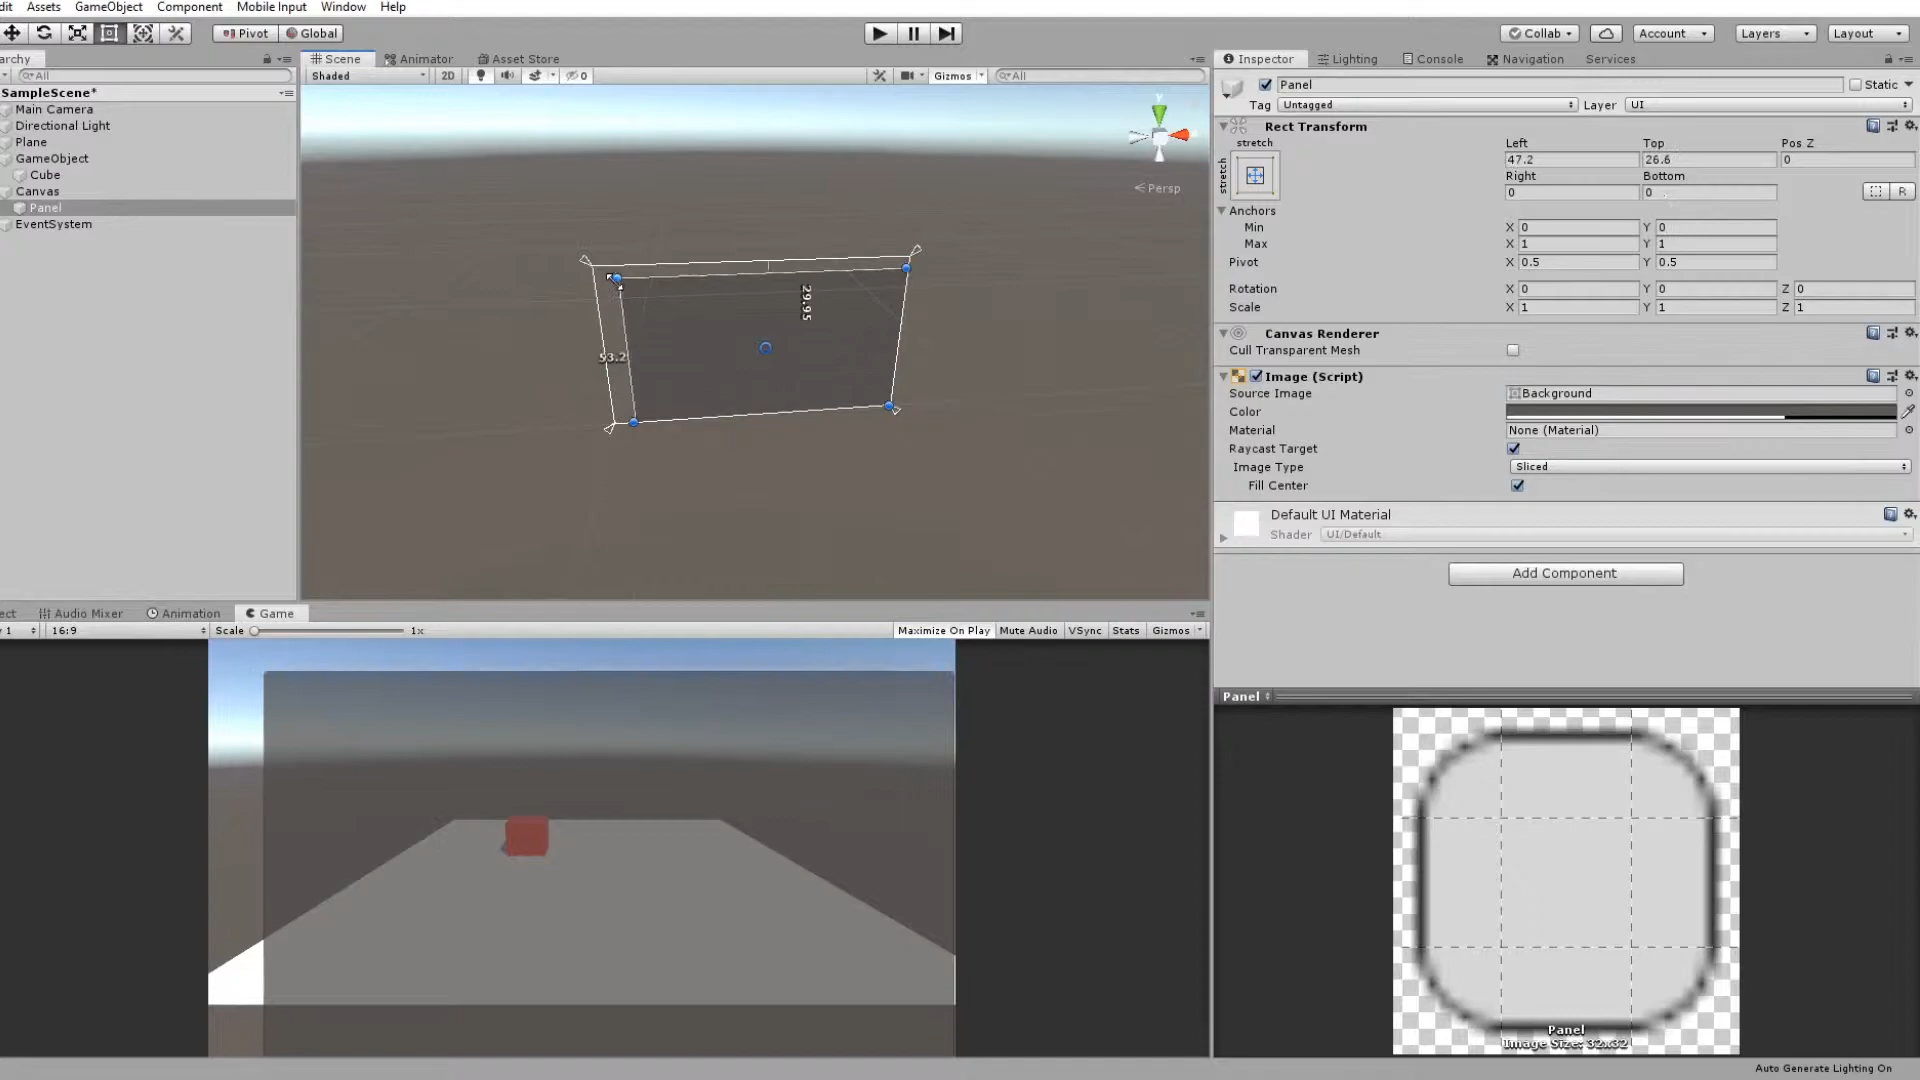 dit Assets GameObject Component Mobile Input Window Help
Pivot Global Collab Account Layers Layout
archy Scene Animator Asset Store Inspector Lighting Console Navigation Services
All Shaded 2D 0 Gizmos All
SampleScene*
Main Camera
Directional Light
Plane
GameObject
Cube
Canvas
Panel
EventSystem
y
Persp
29.95
53.2
Panel Static
Tag Untagged Layer UI
Rect Transform
stretch Left Top Pos Z
stretch 47.2 26.6 0
Right Bottom
0 0 R
Anchors
Min X 0 Y 0
Max X 1 Y 1
Pivot X 0.5 Y 0.5
Rotation X 0 Y 0 Z 0
Scale X 1 Y 1 Z 1
Canvas Renderer
Cull Transparent Mesh
Image (Script)
Source Image Background
Color
Material None (Material)
Raycast Target
Image Type Sliced
Fill Center
Default UI Material
Shader UI/Default
Add Component
ect Audio Mixer Animation Game
y 1 16:9 Scale 1x Maximize On Play Mute Audio VSync Stats Gizmos
Panel
Panel
Image Size: 32x32
Auto Generate Lighting On